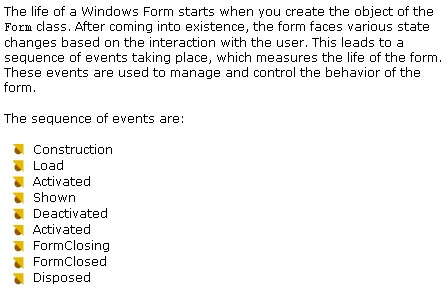 The life of a Windows Form starts when you create the object of the
Form class. After coming into existence, the form faces various state
changes based on the interaction with the user. This leads to a
sequence of events taking place, which measures the life of the form.
These events are used to manage and control the behavior of the
form.
The sequence of events are:
Construction
Load
Activated
Shown
Deactivated
Activated
FormClosing
FormClosed
Disposed